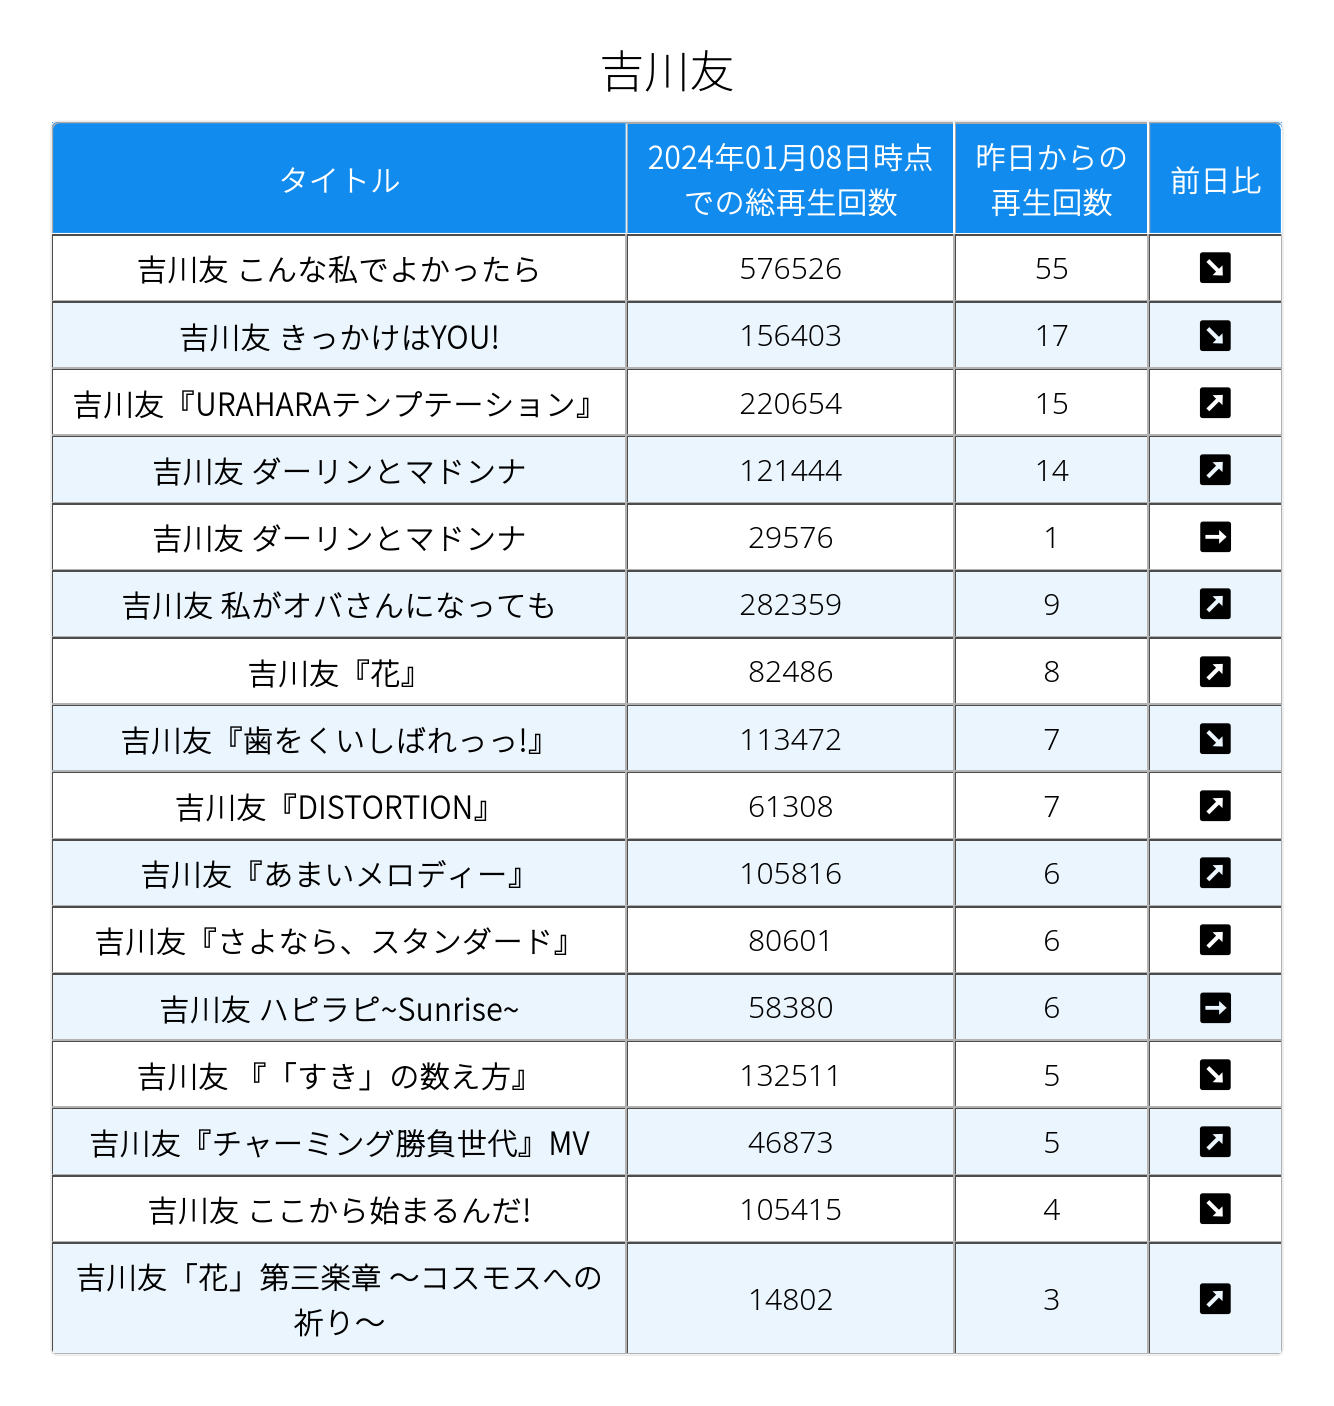 吉川友
タイトル
2024年01月08日時点
での総再生回数
昨日からの
再生回数
前日比
吉川友 こんな私でよかったら 576526 55 ↘
吉川友 きっかけはYOU! 156403 17 ↘
吉川友『URAHARAテンプテーション』 220654 15 ↗
吉川友 ダーリンとマドンナ 121444 14 ↗
吉川友 ダーリンとマドンナ 29576 1 →
吉川友 私がオバさんになっても 282359 9 ↗
吉川友『花』 82486 8 ↗
吉川友『歯をくいしばれっっ!』 113472 7 ↘
吉川友『DISTORTION』 61308 7 ↗
吉川友『あまいメロディー』 105816 6 ↗
吉川友『さよなら、スタンダード』 80601 6 ↗
吉川友 ハピラピ~Sunrise~ 58380 6 →
吉川友 『「すき」の数え方』 132511 5 ↘
吉川友『チャーミング勝負世代』MV 46873 5 ↗
吉川友 ここから始まるんだ! 105415 4 ↘
吉川友「花」第三楽章 ～コスモスへの
祈り～ 14802 3 ↗